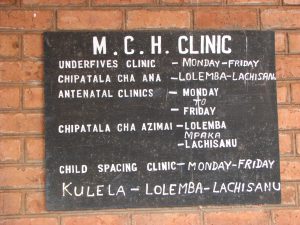 M.C.H. CLINIC
UNDERFIVES CLINIC - MONDAY-FRIDAY
CHIPATALA CHA ANA - LOLEMBA-LACHISANU
ANTENATAL CLINICS - MONDAY
TO
- FRIDAY
CHIPATALA CHA AZIMAI - LOLEMBA
MPAKA
- LACHISANU
CHILD SPACING CLINIC - MONDAY-FRIDAY
KULELA - LOLEMBA-LACHISANU